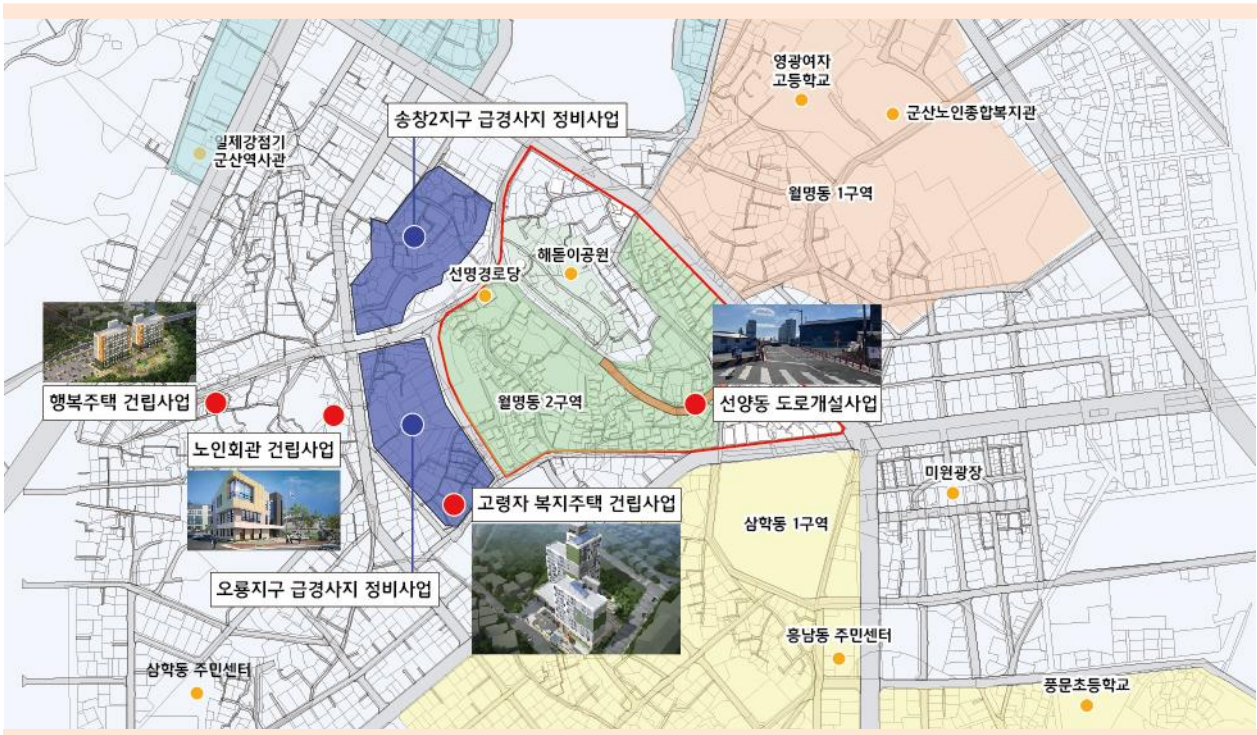 영광여자
고등학교
군산노인종합복지관
송창2지구 급경사지 정비사업
일제강점기
군산역사관
월명동 1구역
해돋이공원
선명경로당
행복주택 건립사업
월명동 2구역
선양동 도로개설사업
노인회관 건립사업
미원광장
고령자 복지주택 건립사업
삼학동 1구역
오룡지구 급경사지 정비사업
흥남동 주민센터
삼학동 주민센터
풍문초등학교